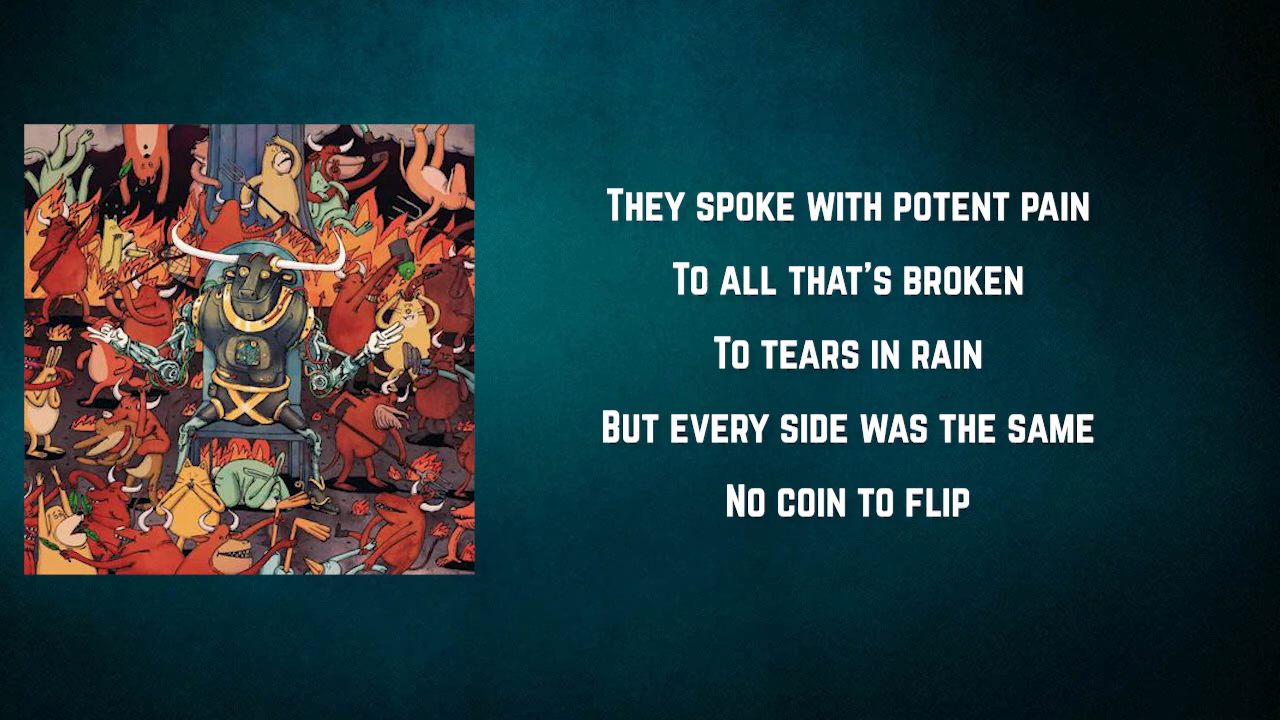 They spoke with potent pain
To all that's broken
To tears in rain
But every side was the same
No coin to flip